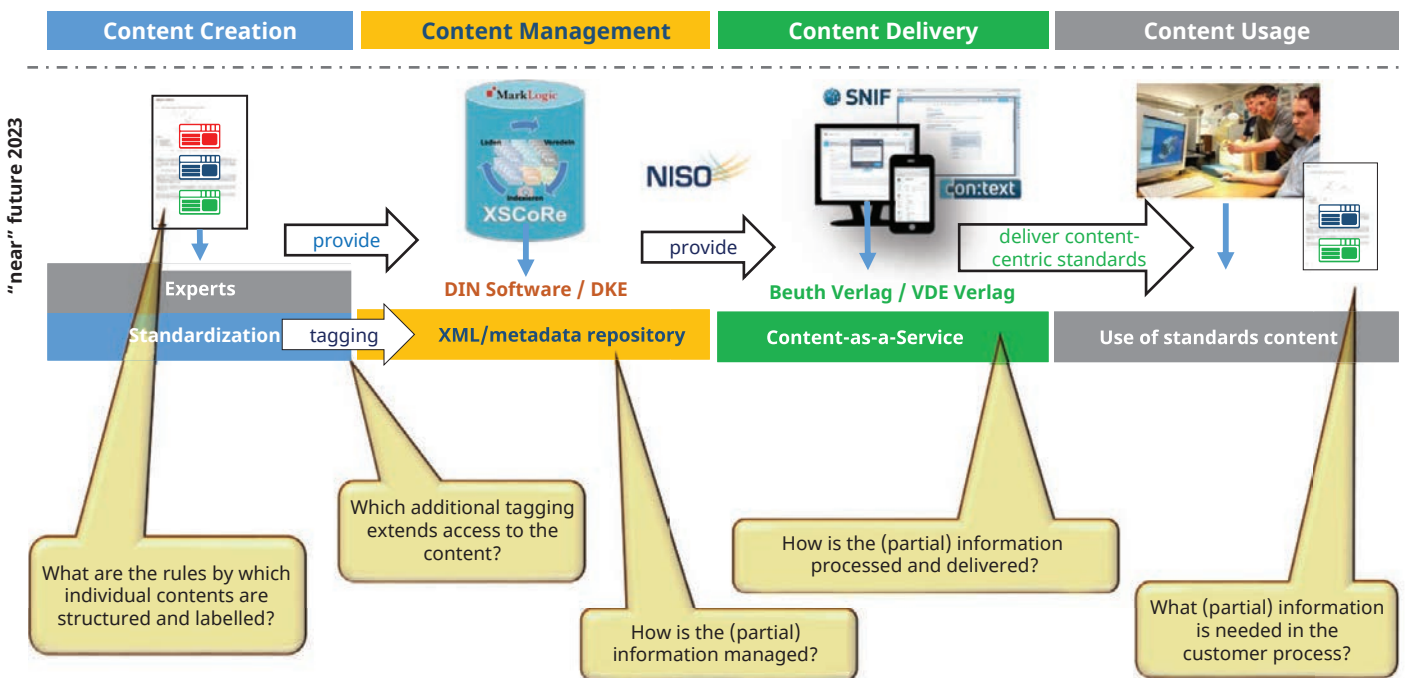 Content Creation
Content Management
Content Delivery
Content Usage
"near" future 2023
MarkLogic
Laden
Veredeln
Indexieren
XSCoRe
NISO
SNIF
con:text
provide
provide
deliver content-
centric standards
Experts
DIN Software / DKE
Beuth Verlag / VDE Verlag
Standardization
tagging
XML/metadata repository
Content-as-a-Service
Use of standards content
What are the rules by which
individual contents are
structured and labelled?
Which additional tagging
extends access to the
content?
How is the (partial)
information managed?
How is the (partial) information
processed and delivered?
What (partial) information
is needed in the
customer process?